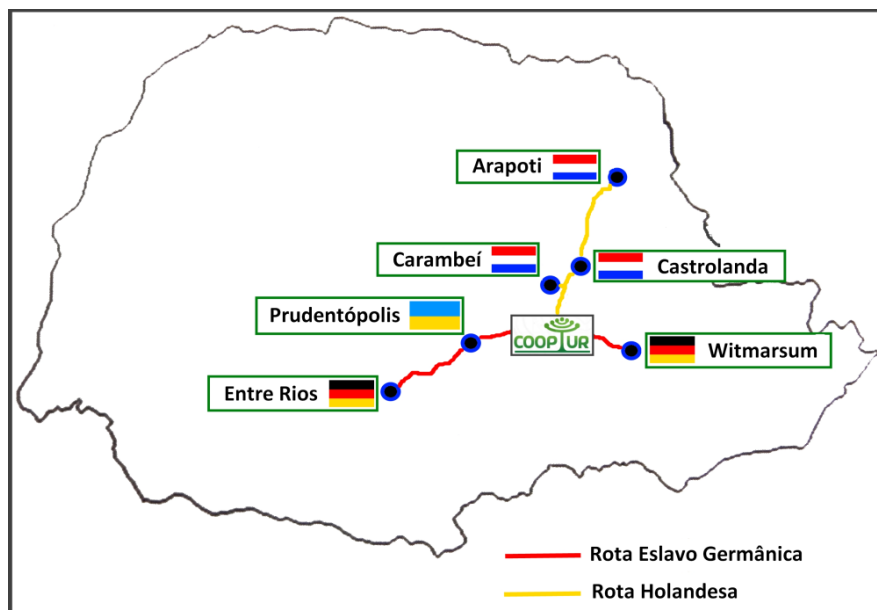 Arapoti
Carambeí
Castrolanda
Prudentópolis
COOPTUR
Witmarsum
Entre Rios
Rota Eslavo Germânica
Rota Holandesa